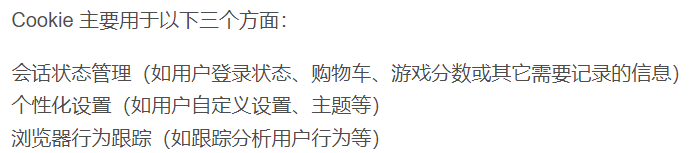 Cookie 主要用于以下三个方面：
会话状态管理（如用户登录状态、购物车、游戏分数或其它需要记录的信息）
个性化设置（如用户自定义设置、主题等）
浏览器行为跟踪（如跟踪分析用户行为等）